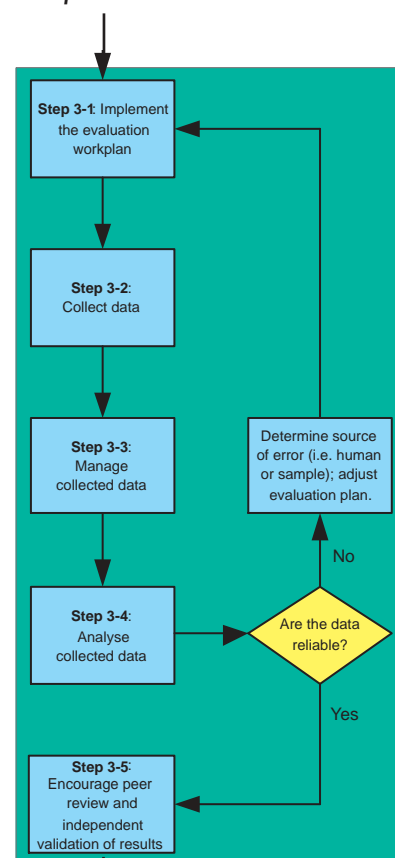 Step 3-1: Implement
the evaluation
workplan
Step 3-2:
Collect data
Step 3-3:
Manage
collected data
Determine source
of error (i.e. human
or sample); adjust
evaluation plan.
No
Step 3-4:
Analyse
collected data
Are the data
reliable?
Yes
Step 3-5:
Encourage peer
review and
independent
validation of results